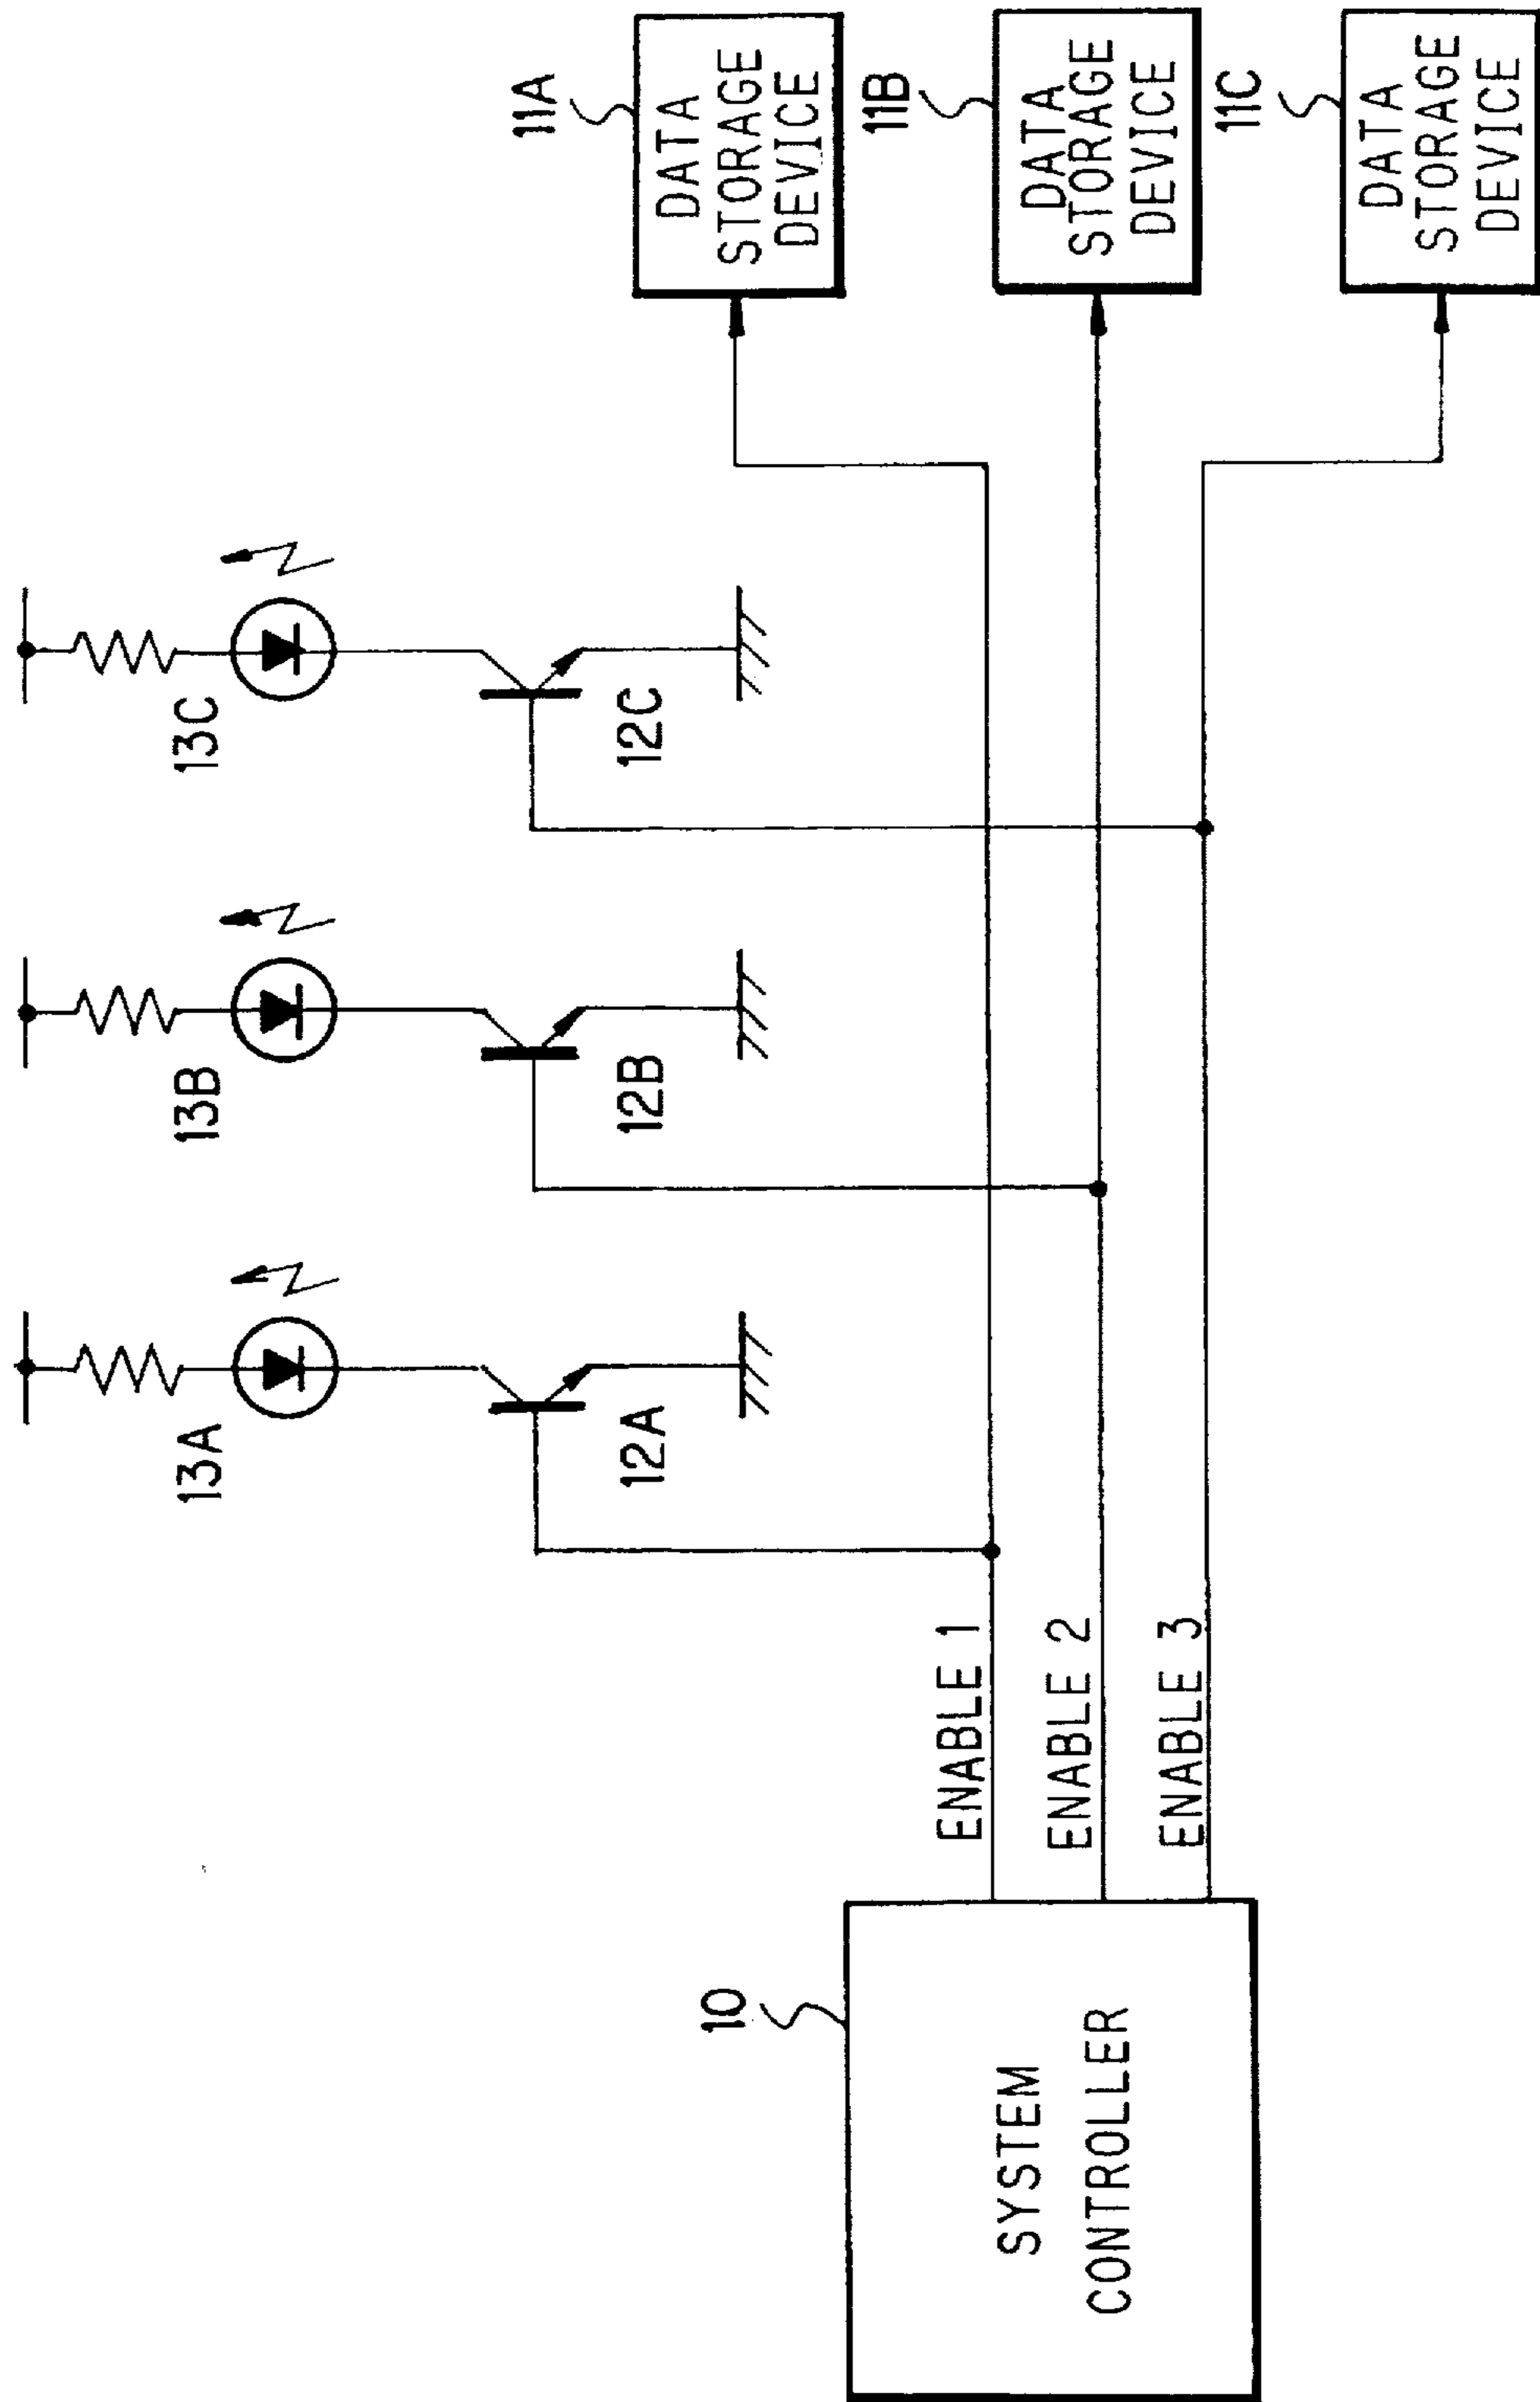 13A
13B
13C
12A
12B
12C
11A
DATA
STORAGE
DEVICE
11B
DATA
STORAGE
DEVICE
11C
DATA
STORAGE
DEVICE
10
SYSTEM
CONTROLLER
ENABLE 1
ENABLE 2
ENABLE 3